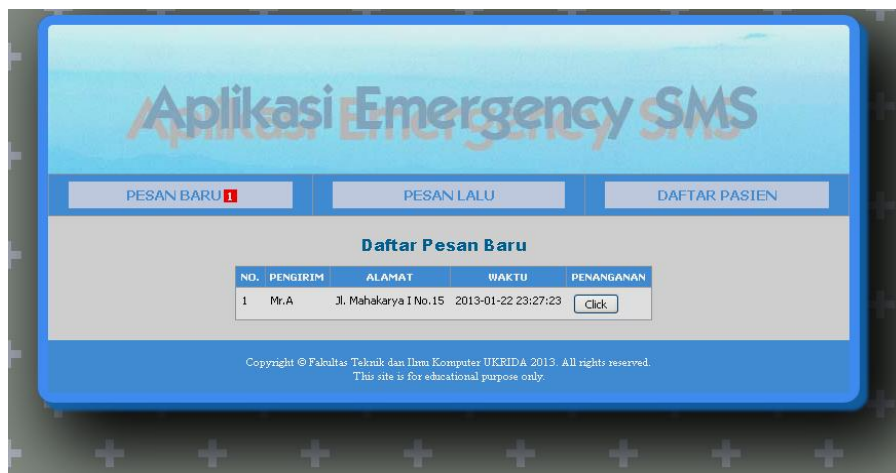 Aplikasi Emergency SMS
PESAN BARU 1 PESAN LALU DAFTAR PASIEN
Daftar Pesan Baru
NO. PENGIRIM ALAMAT WAKTU PENANGANAN
1 Mr.A Jl. Mahakarya I No.15 2013-01-22 23:27:23 Click
Copyright © Fakultas Teknik dan Ilmu Komputer UKRIDA 2013. All rights reserved.
This site is for educational purpose only.